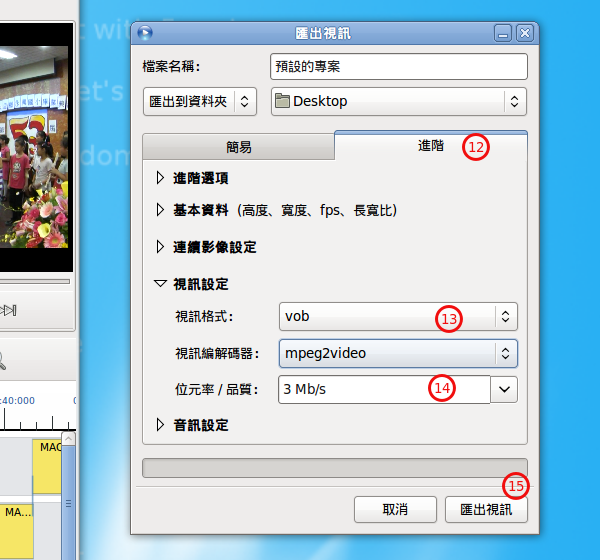 匯出視訊
檔案名稱: 預設的專案
匯出到資料夾 Desktop
簡易 進階 12
進階選項
基本資料 (高度、寬度、fps、長寬比)
連續影像設定
視訊設定
視訊格式: vob 13
視訊編解碼器: mpeg2video
位元率 / 品質: 3 Mb/s 14
音訊設定
15
取消 匯出視訊
:40:000
MAC
MA...